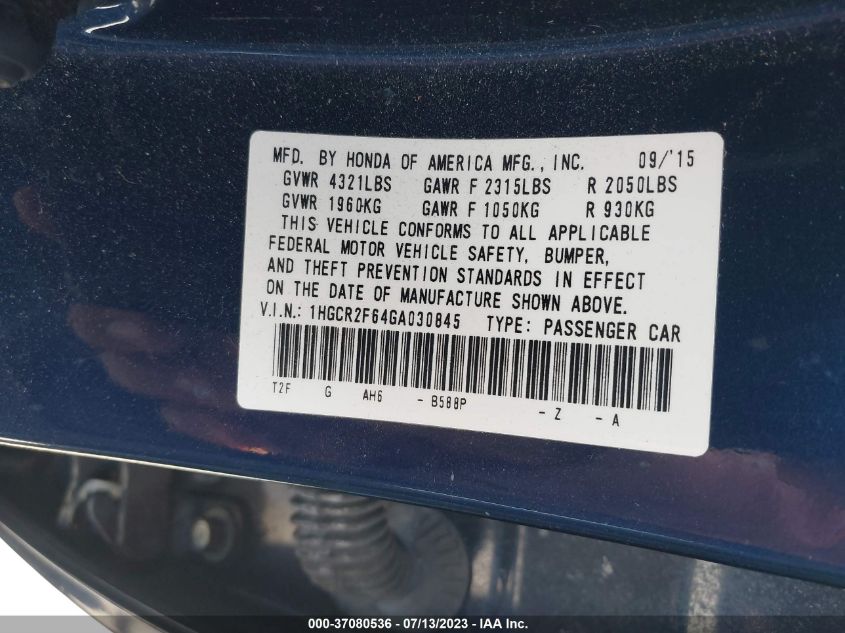 MFD. BY HONDA OF AMERICA MFG., INC. 09/'15
GVWR 4321LBS GAWR F 2315LBS R 2050LBS
GVWR 1960KG GAWR F 1050KG R 930KG
THIS VEHICLE CONFORMS TO ALL APPLICABLE
FEDERAL MOTOR VEHICLE SAFETY, BUMPER,
AND THEFT PREVENTION STANDARDS IN EFFECT
ON THE DATE OF MANUFACTURE SHOWN ABOVE.
V.I.N.: 1HGCR2F64GA030845 TYPE: PASSENGER CAR
T2F G AH6 - B588P - Z - A
000-37080536 - 07/13/2023 - IAA Inc.